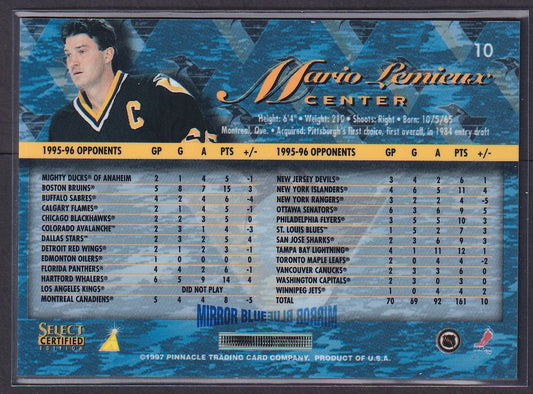 10
Mario Lemieux
CENTER
Height: 6'4" • Weight: 210 • Shoots: Right • Born: 10/5/65
Montreal, Que. • Acquired: Pittsburgh's first choice, first overall, in 1984 entry draft
C
1995-96 OPPONENTS GP G A PTS +/-
MIGHTY DUCKS® OF ANAHEIM 2 1 4 5 -1
BOSTON BRUINS® 5 8 7 15 3
BUFFALO SABRES® 4 2 4 6 -4
CALGARY FLAMES® 2 1 4 5 -1
CHICAGO BLACKHAWKS® 2 2 3 5 0
COLORADO AVALANCHE™ 2 3 1 4 -3
DALLAS STARS® 2 3 2 5 4
DETROIT RED WINGS® 2 1 2 3 -1
EDMONTON OILERS® 1 0 1 1 0
FLORIDA PANTHERS® 4 4 2 6 -1
HARTFORD WHALERS® 6 5 9 14 4
LOS ANGELES KINGS® DID NOT PLAY
MONTREAL CANADIENS® 5 4 4 8 -5
1995-96 OPPONENTS GP G A PTS +/-
NEW JERSEY DEVILS® 3 4 2 6 1
NEW YORK ISLANDERS® 4 6 5 11 4
NEW YORK RANGERS® 3 2 2 4 -5
OTTAWA SENATORS® 6 3 6 9 5
PHILADELPHIA FLYERS® 3 5 5 10 3
ST. LOUIS BLUES™ 1 5 2 7 3
SAN JOSE SHARKS® 2 3 6 9 3
TAMPA BAY LIGHTNING® 4 1 11 12 1
TORONTO MAPLE LEAFS® 2 0 4 4 -2
VANCOUVER CANUCKS® 2 3 3 6 0
WASHINGTON CAPITALS® 2 3 0 3 0
WINNIPEG JETS® 1 0 4 4 2
TOTAL 70 69 92 161 10
MIRROR BLUE MIRROR BLUE
SELECT
CERTIFIED
EDITION
©1997 PINNACLE TRADING CARD COMPANY. PRODUCT OF U.S.A.
NHL